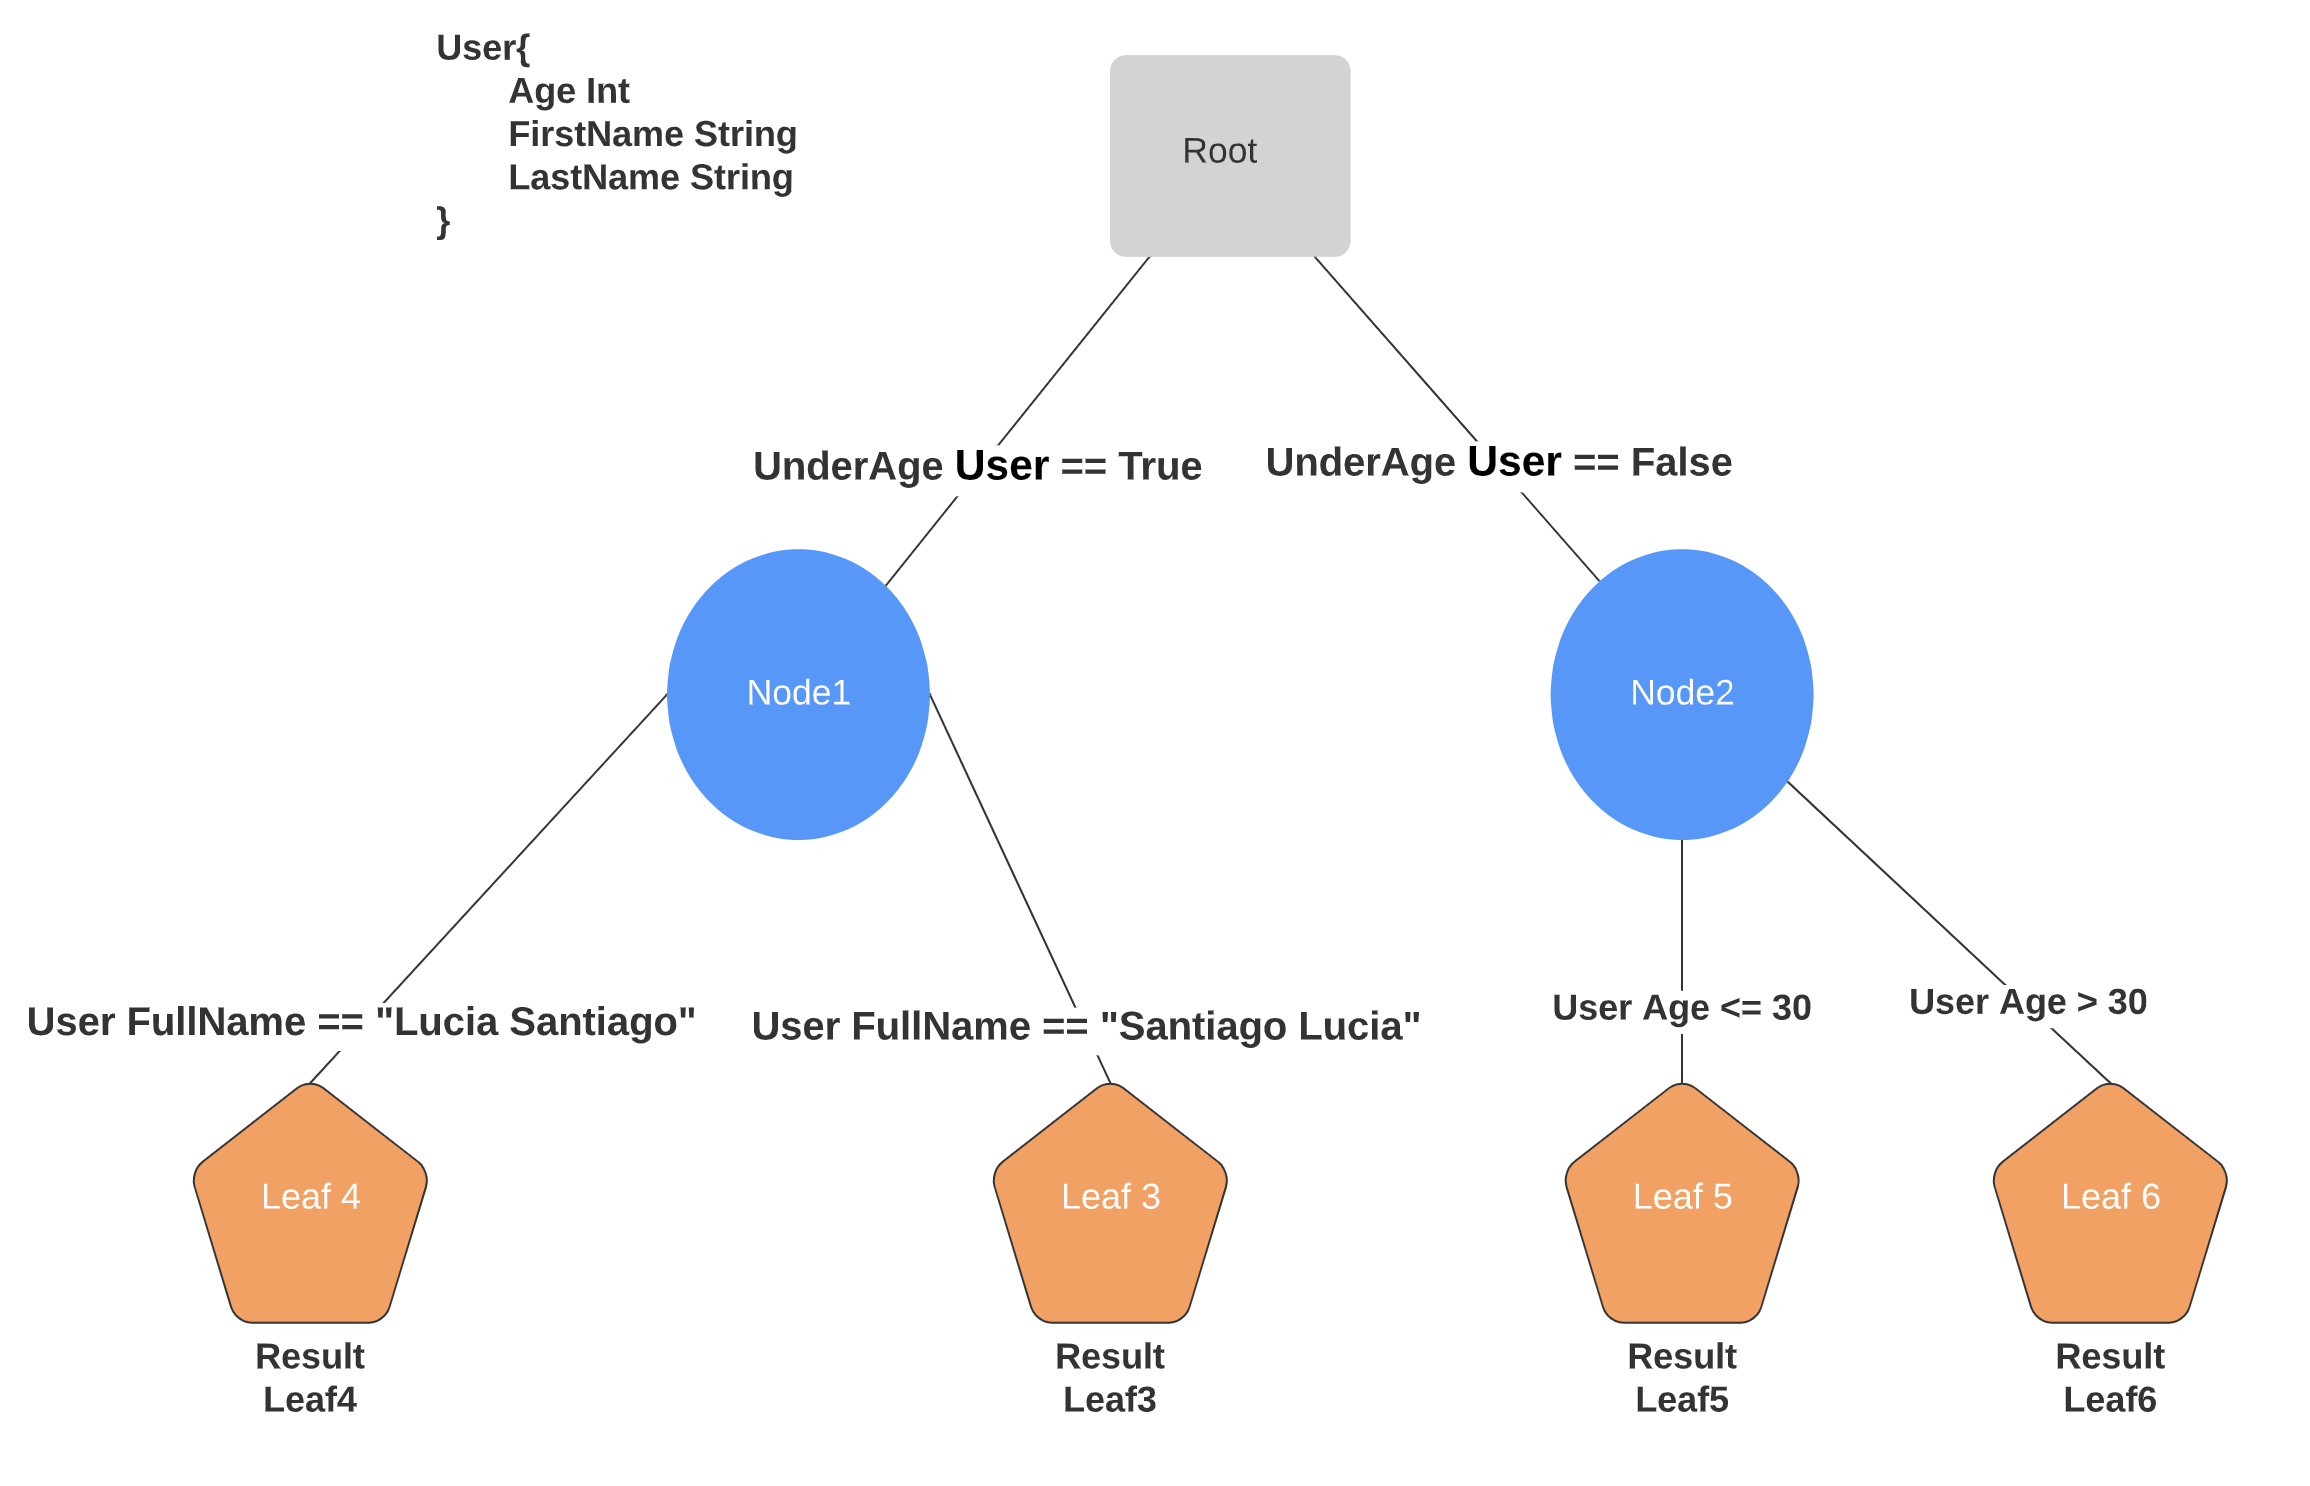 User{
Age Int
FirstName String
LastName String
}
Root
UnderAge User == True
UnderAge User == False
Node1
Node2
User FullName == "Lucia Santiago"
User FullName == "Santiago Lucia"
User Age <= 30
User Age > 30
Leaf 4
Leaf 3
Leaf 5
Leaf 6
Result
Leaf4
Result
Leaf3
Result
Leaf5
Result
Leaf6